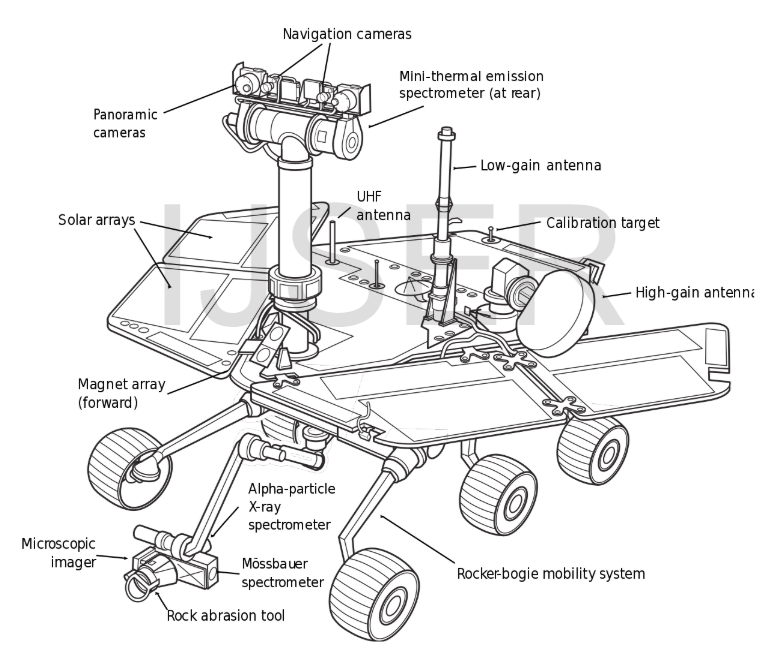 Navigation cameras
Mini-thermal emission
spectrometer (at rear)
Panoramic
cameras
Low-gain antenna
UHF
antenna
Solar arrays
Calibration target
IJSER
High-gain antenna
Magnet array
(forward)
Alpha-particle
X-ray
spectrometer
Microscopic
imager
Mössbauer
spectrometer
Rocker-bogie mobility system
Rock abrasion tool